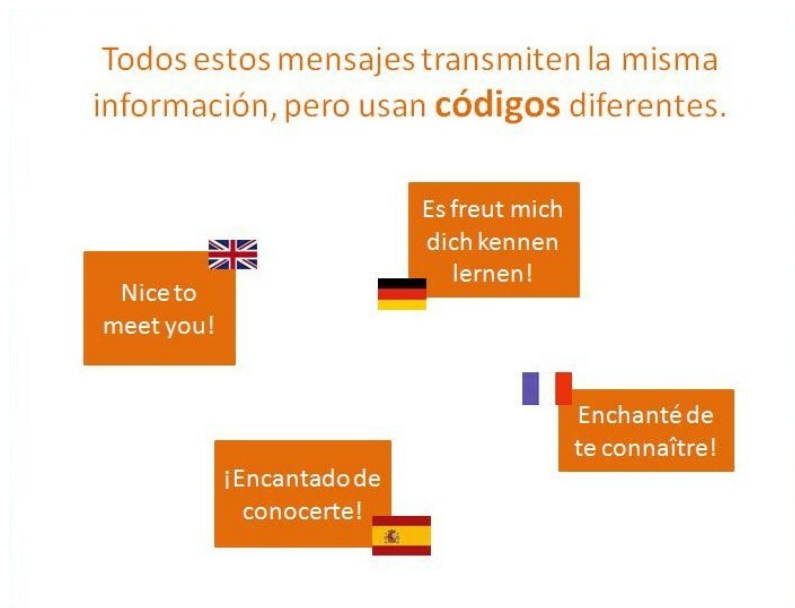 Todos estos mensajes transmiten la misma
información, pero usan códigos diferentes.
Es freut mich
dich kennen
lernen!
Nice to
meet you!
Enchanté de
te connaître!
¡Encantado de
conocerte!